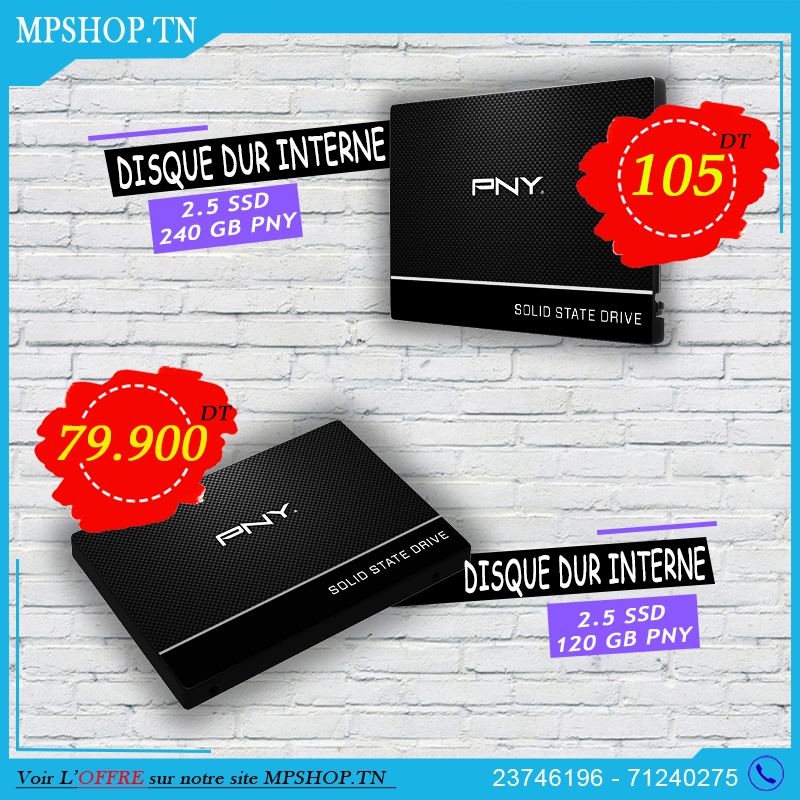 MPSHOP.TN
DISQUE DUR INTERNE
2.5 SSD
240 GB PNY
PNY.
SOLID STATE DRIVE
105 DT
79.900 DT
PNY.
SOLID STATE DRIVE
DISQUE DUR INTERNE
2.5 SSD
120 GB PNY
Voir L'OFFRE sur notre site MPSHOP.TN
23746196 - 71240275